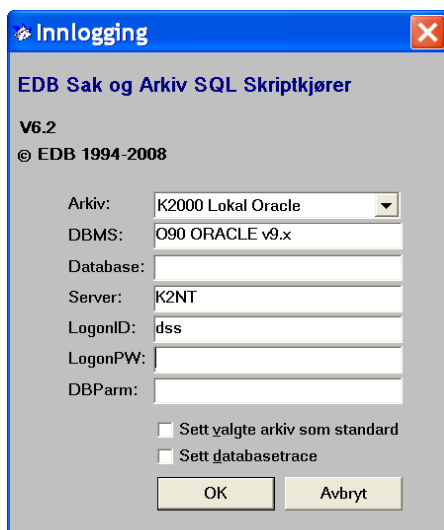 Innlogging
EDB Sak og Arkiv SQL Skriptkjører
V6.2
© EDB 1994-2008
Arkiv: K2000 Lokal Oracle
DBMS: O90 ORACLE v9.x
Database:
Server: K2NT
LogonID: dss
LogonPW:
DBParm:
Sett valgte arkiv som standard
Sett databasetrace
OK Avbryt